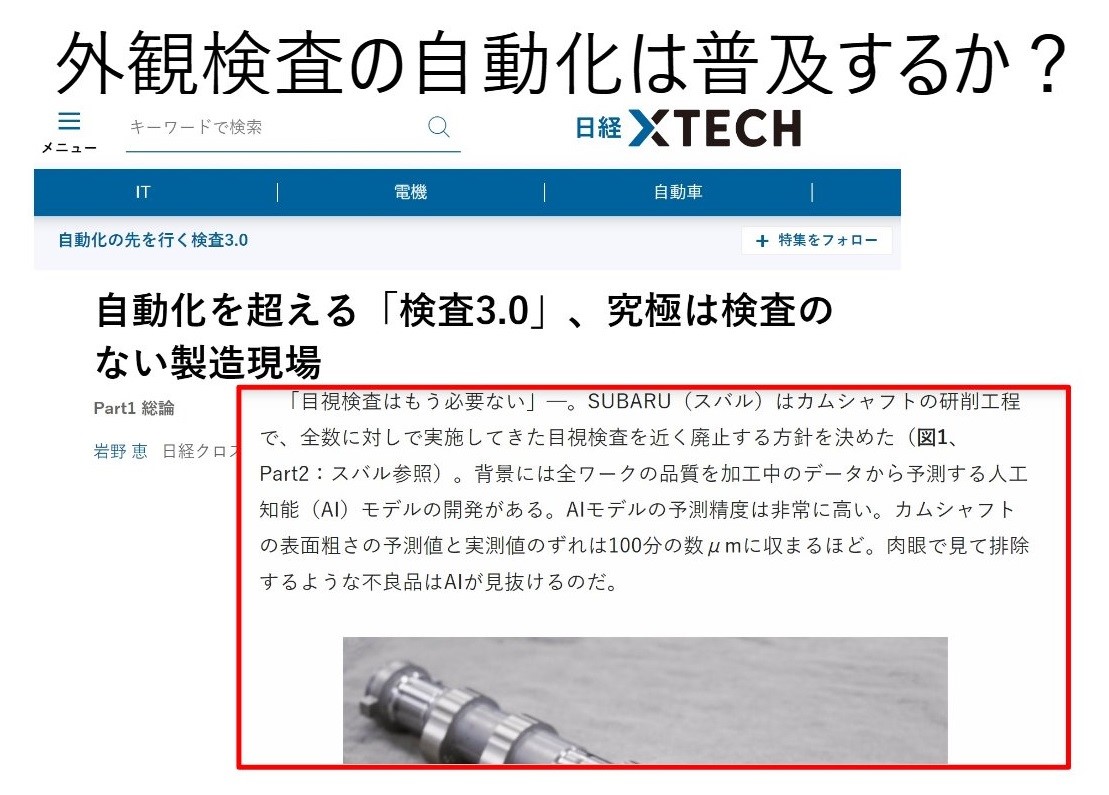 外観検査の自動化は普及するか？
メニュー
キーワードで検索
日経 XTECH
IT | 電機 | 自動車 |
自動化の先を行く検査3.0
＋ 特集をフォロー
自動化を超える「検査3.0」、究極は検査の
ない製造現場
Part1 総論
岩野 恵 日経クロス
「目視検査はもう必要ない」―。SUBARU（スバル）はカムシャフトの研削工程
で、全数に対しで実施してきた目視検査を近く廃止する方針を決めた（図1、
Part2：スバル参照）。背景には全ワークの品質を加工中のデータから予測する人工
知能（AI）モデルの開発がある。AIモデルの予測精度は非常に高い。カムシャフト
の表面粗さの予測値と実測値のずれは100分の数μmに収まるほど。肉眼で見て排除
するような不良品はAIが見抜けるのだ。